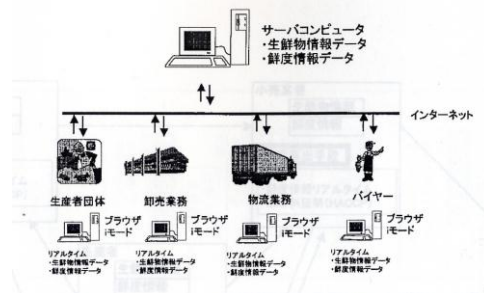 サーバコンピュータ
・生鮮物情報データ
・鮮度情報データ
インターネット
生産者団体
卸売業務
物流業務
バイヤー
ブラウザ
iモード
ブラウザ
iモード
ブラウザ
iモード
ブラウザ
iモード
リアルタイム
・生鮮物情報データ
・鮮度情報データ
リアルタイム
・生鮮物情報データ
・鮮度情報データ
リアルタイム
・生鮮物情報データ
・鮮度情報データ
リアルタイム
・生鮮物情報データ
・鮮度情報データ